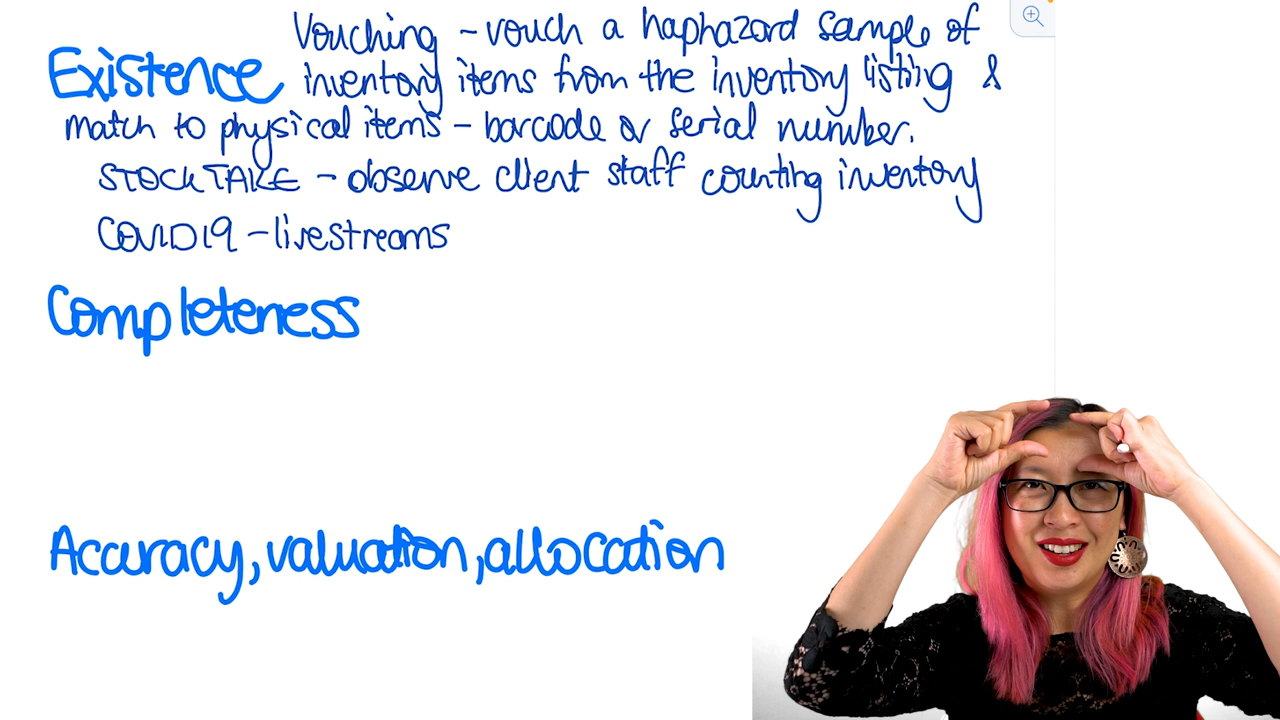 Vouching - vouch a haphazard sample of
Existence inventory items from the inventory listing &
match to physical items - barcode or serial number.
STOCKTAKE - observe client staff counting inventory
COVID19 - livestreams
Completeness
Accuracy, valuation, allocation